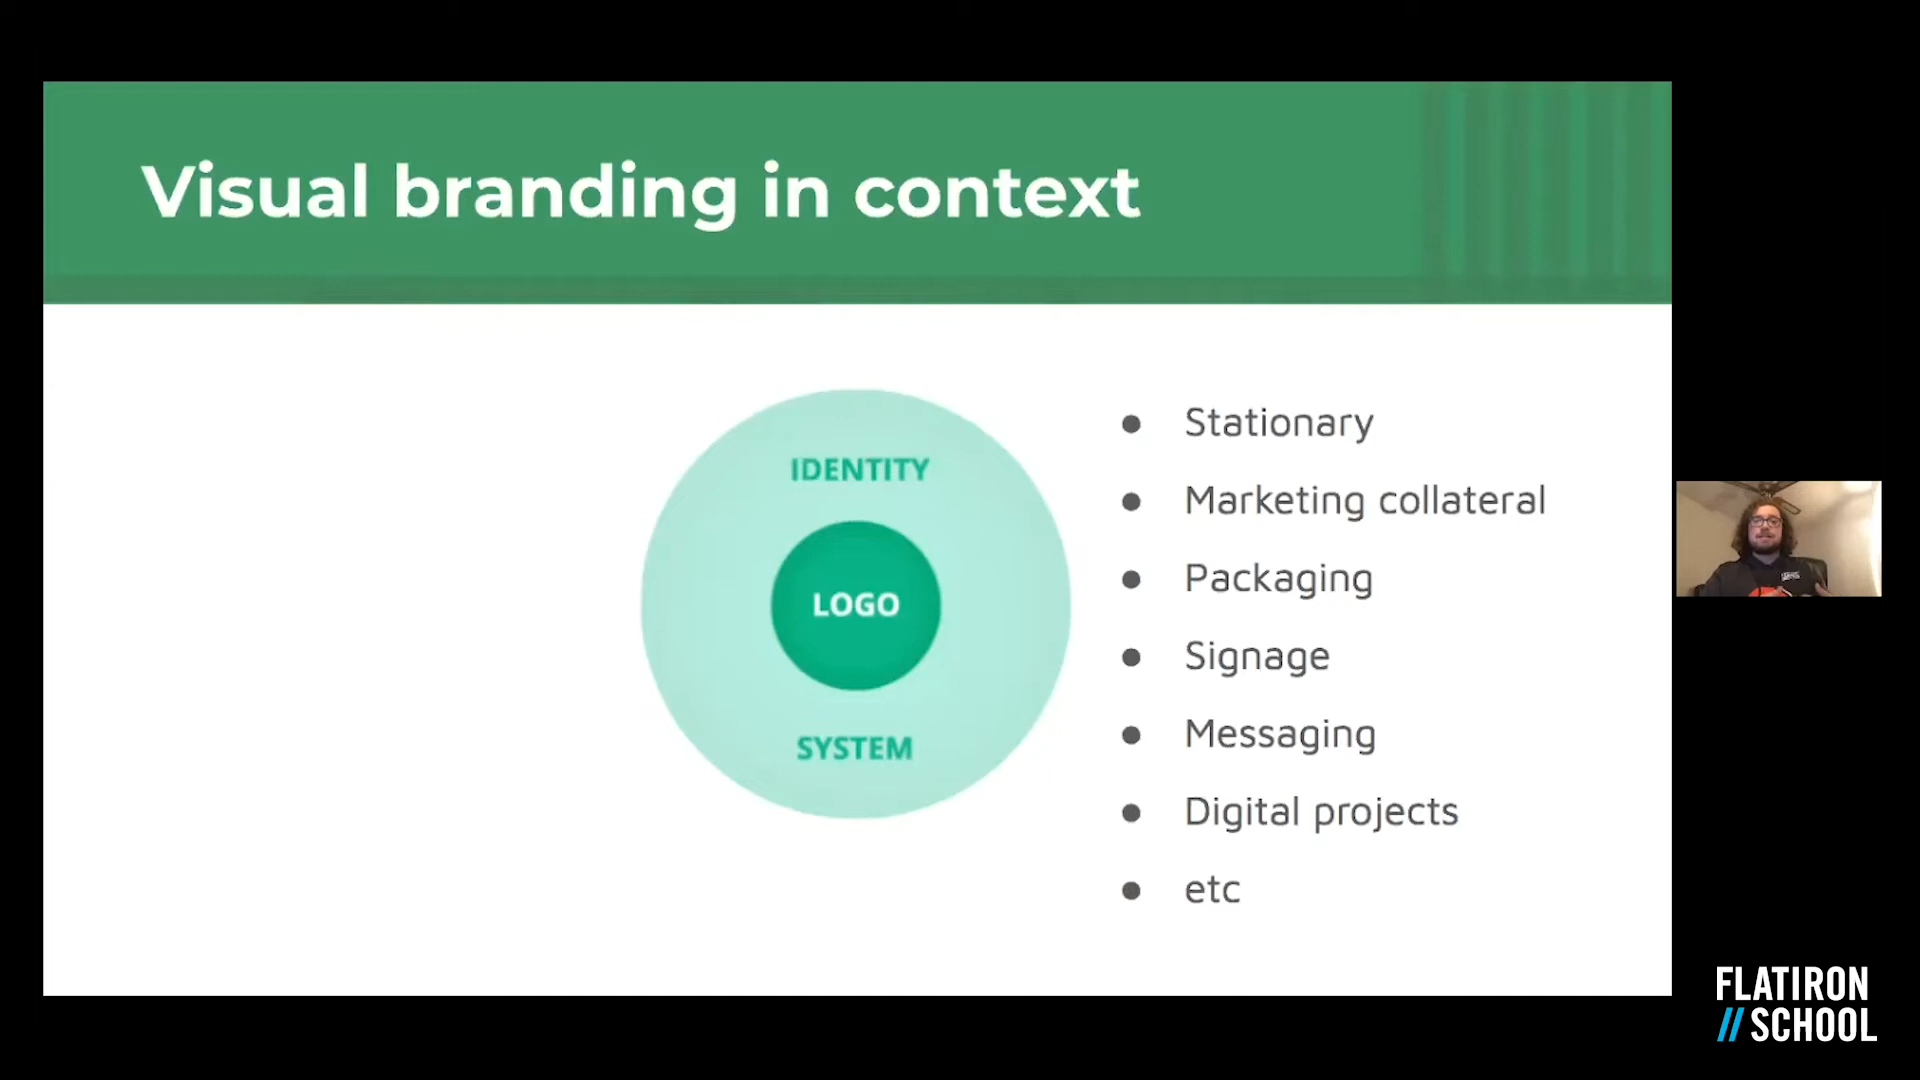 Visual branding in context
IDENTITY
LOGO
SYSTEM
● Stationary
● Marketing collateral
● Packaging
● Signage
● Messaging
● Digital projects
● etc
FLATIRON
// SCHOOL